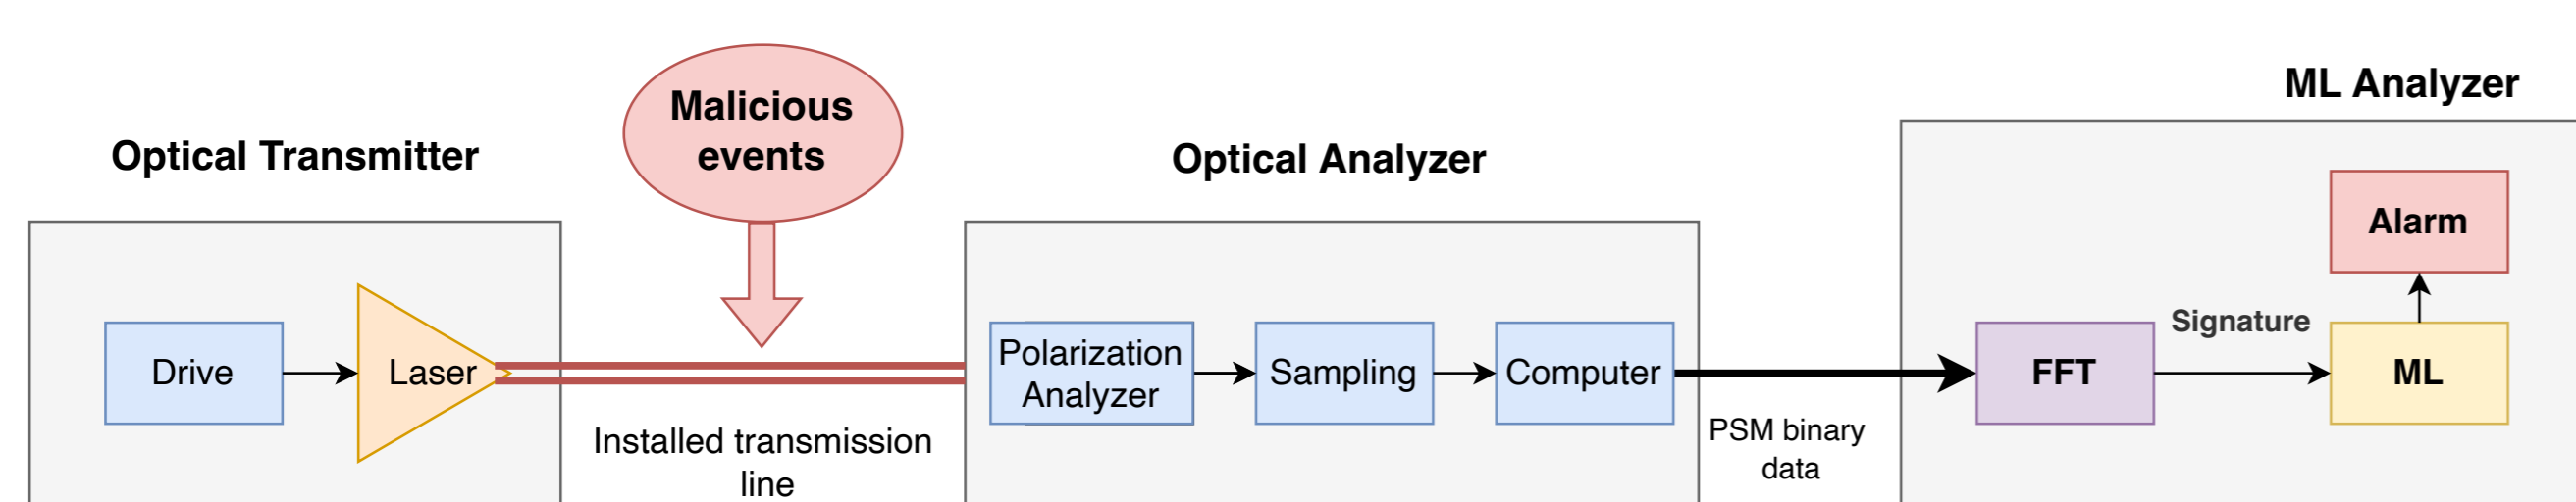 ML Analyzer
Malicious
events
Optical Transmitter
Optical Analyzer
Alarm
Signature
Drive
Laser
Polarization
Analyzer
Sampling
Computer
FFT
ML
Installed transmission
line
PSM binary
data